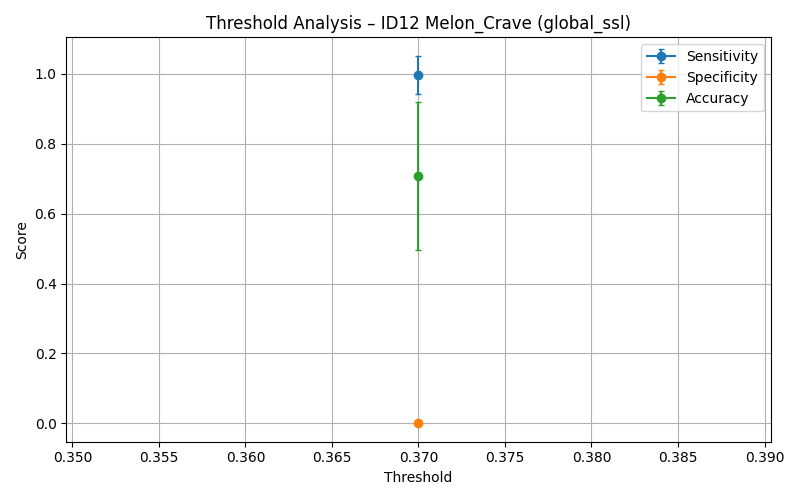 Threshold Analysis – ID12 Melon_Crave (global_ssl)
Sensitivity
Specificity
Accuracy
Score
1.0
0.8
0.6
0.4
0.2
0.0
0.350 0.355 0.360 0.365 0.370 0.375 0.380 0.385 0.390
Threshold